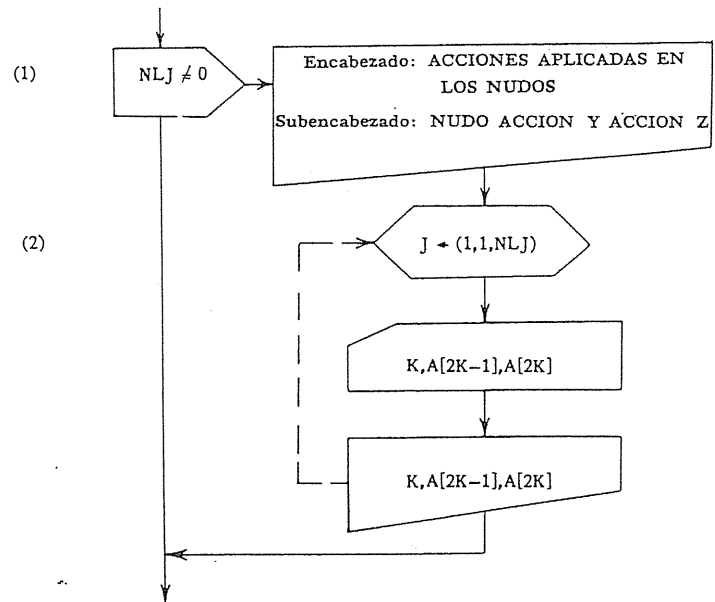 (1)
NLJ ≠ 0
Encabezado: ACCIONES APLICADAS EN
LOS NUDOS
Subencabezado: NUDO ACCION Y ACCION Z
(2)
J ← (1,1,NLJ)
K,A[2K−1],A[2K]
K,A[2K−1],A[2K]